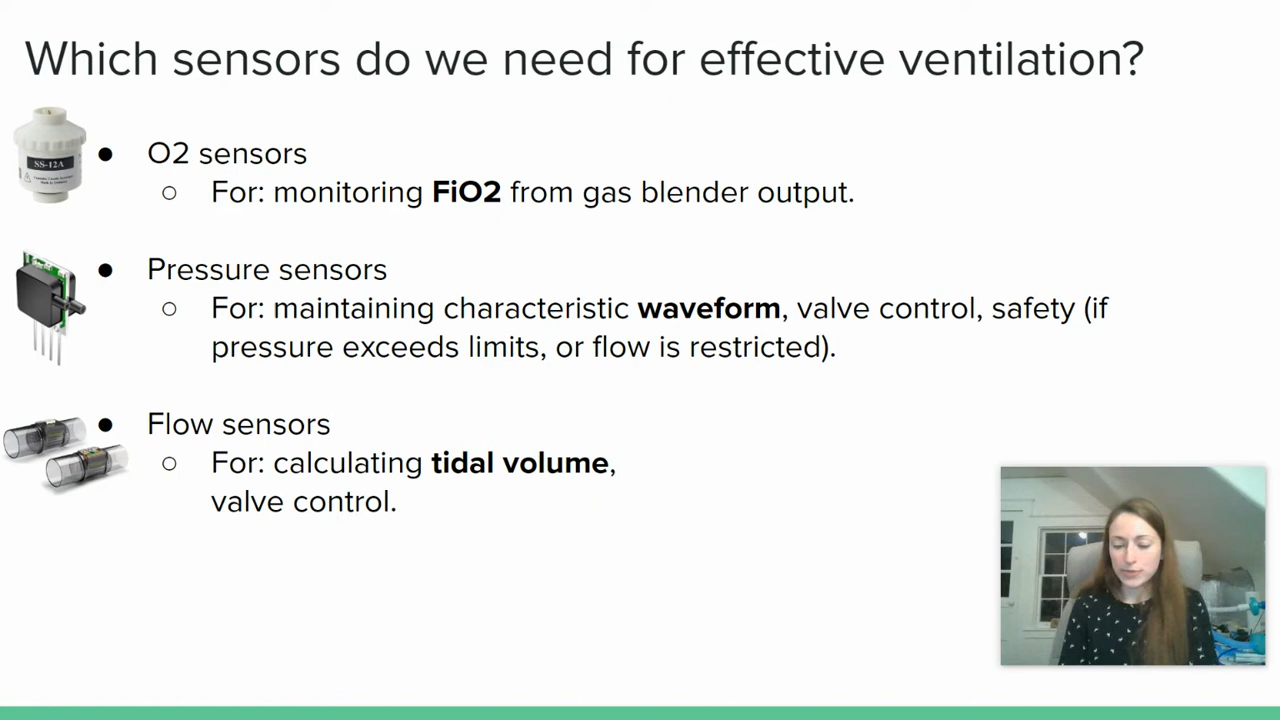 Which sensors do we need for effective ventilation?
SS-12A
● O2 sensors
○ For: monitoring FiO2 from gas blender output.
● Pressure sensors
○ For: maintaining characteristic waveform, valve control, safety (if
pressure exceeds limits, or flow is restricted).
● Flow sensors
○ For: calculating tidal volume,
valve control.